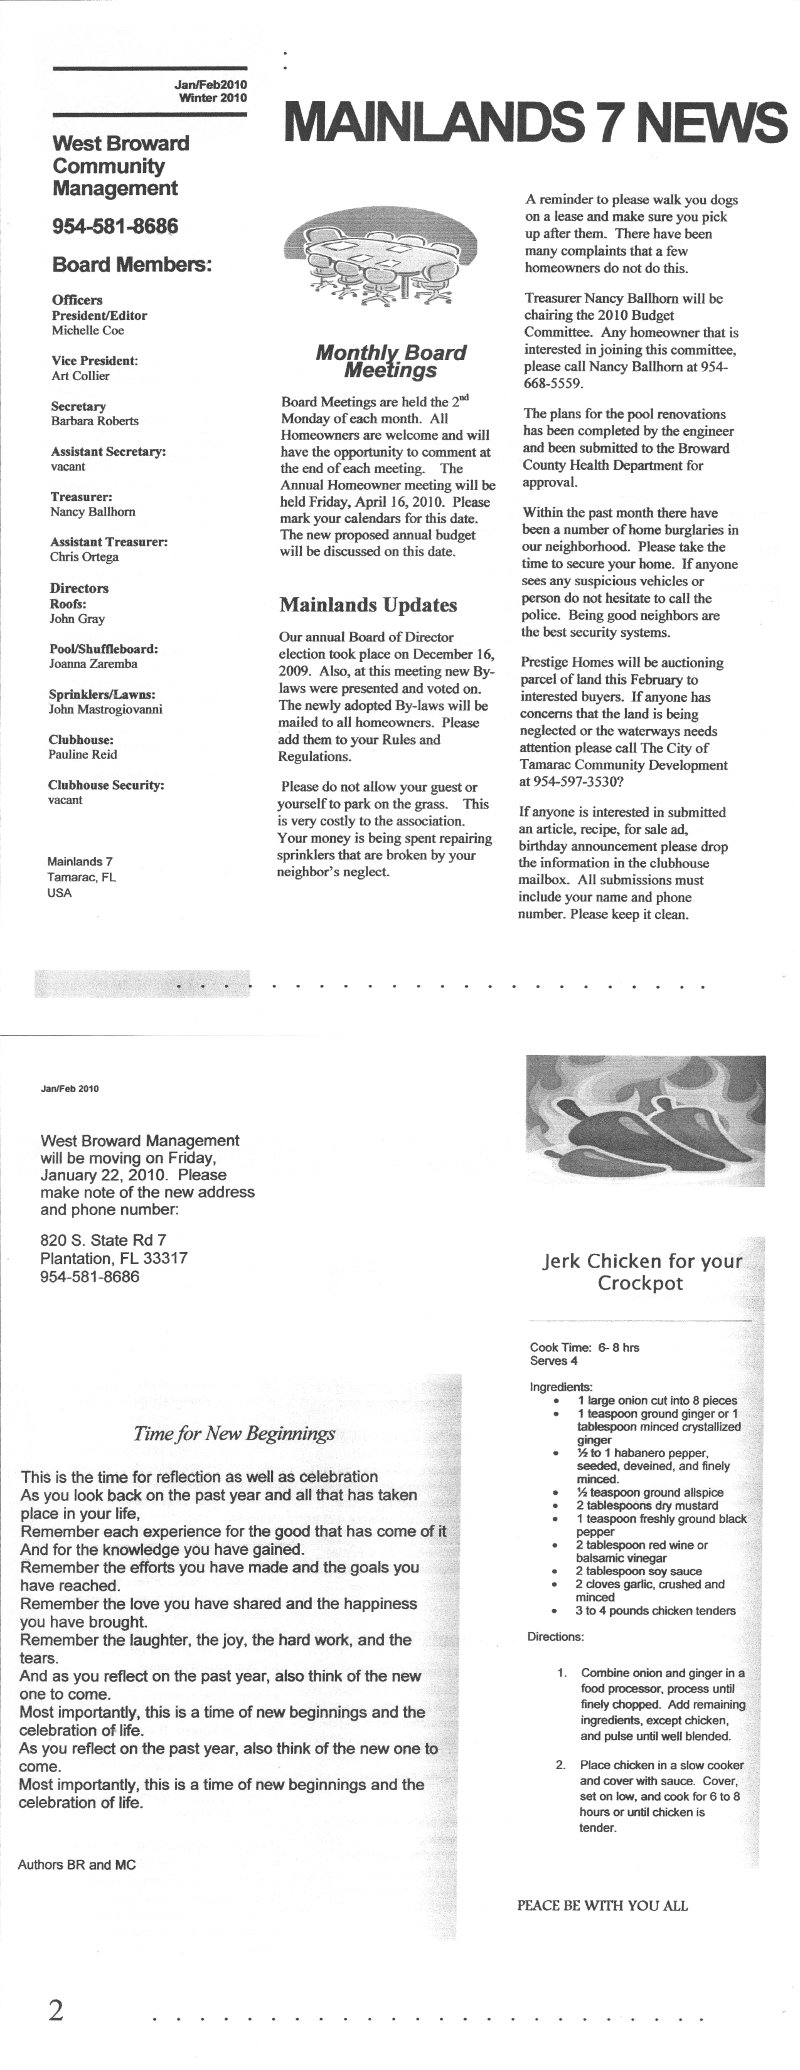 Jan/Feb2010
Winter 2010
West Broward
Community
Management
954-581-8686
Board Members:
Officers
President/Editor
Michelle Coe
Vice President:
Art Collier
Secretary
Barbara Roberts
Assistant Secretary:
vacant
Treasurer:
Nancy Ballhorn
Assistant Treasurer:
Chris Ortega
Directors
Roofs:
John Gray
Pool/Shuffleboard:
Joanna Zaremba
Sprinklers/Lawns:
John Mastrogiovanni
Clubhouse:
Pauline Reid
Clubhouse Security:
vacant
Mainlands 7
Tamarac, FL
USA
MAINLANDS 7 NEWS
Monthly Board
Meetings
Board Meetings are held the 2nd
Monday of each month. All
Homeowners are welcome and will
have the opportunity to comment at
the end of each meeting. The
Annual Homeowner meeting will be
held Friday, April 16, 2010. Please
mark your calendars for this date.
The new proposed annual budget
will be discussed on this date.
Mainlands Updates
Our annual Board of Director
election took place on December 16,
2009. Also, at this meeting new By-
laws were presented and voted on.
The newly adopted By-laws will be
mailed to all homeowners. Please
add them to your Rules and
Regulations.
Please do not allow your guest or
yourself to park on the grass. This
is very costly to the association.
Your money is being spent repairing
sprinklers that are broken by your
neighbor's neglect.
A reminder to please walk you dogs
on a lease and make sure you pick
up after them. There have been
many complaints that a few
homeowners do not do this.
Treasurer Nancy Ballhorn will be
chairing the 2010 Budget
Committee. Any homeowner that is
interested in joining this committee,
please call Nancy Ballhorn at 954-
668-5559.
The plans for the pool renovations
has been completed by the engineer
and been submitted to the Broward
County Health Department for
approval.
Within the past month there have
been a number of home burglaries in
our neighborhood. Please take the
time to secure your home. If anyone
sees any suspicious vehicles or
person do not hesitate to call the
police. Being good neighbors are
the best security systems.
Prestige Homes will be auctioning
parcel of land this February to
interested buyers. If anyone has
concerns that the land is being
neglected or the waterways needs
attention please call The City of
Tamarac Community Development
at 954-597-3530?
If anyone is interested in submitted
an article, recipe, for sale ad,
birthday announcement please drop
the information in the clubhouse
mailbox. All submissions must
include your name and phone
number. Please keep it clean.
Jan/Feb 2010
West Broward Management
will be moving on Friday,
January 22, 2010. Please
make note of the new address
and phone number:
820 S. State Rd 7
Plantation, FL 33317
954-581-8686
Time for New Beginnings
This is the time for reflection as well as celebration
As you look back on the past year and all that has taken
place in your life,
Remember each experience for the good that has come of it
And for the knowledge you have gained.
Remember the efforts you have made and the goals you
have reached.
Remember the love you have shared and the happiness
you have brought.
Remember the laughter, the joy, the hard work, and the
tears.
And as you reflect on the past year, also think of the new
one to come.
Most importantly, this is a time of new beginnings and the
celebration of life.
As you reflect on the past year, also think of the new one to
come.
Most importantly, this is a time of new beginnings and the
celebration of life.
Authors BR and MC
Jerk Chicken for your
Crockpot
Cook Time: 6- 8 hrs
Serves 4
Ingredients:
• 1 large onion cut into 8 pieces
• 1 teaspoon ground ginger or 1
tablespoon minced crystallized
ginger
• ½ to 1 habanero pepper,
seeded, deveined, and finely
minced.
• ½ teaspoon ground allspice
• 2 tablespoons dry mustard
• 1 teaspoon freshly ground black
pepper
• 2 tablespoon red wine or
balsamic vinegar
• 2 tablespoon soy sauce
• 2 cloves garlic, crushed and
minced
• 3 to 4 pounds chicken tenders
Directions:
1. Combine onion and ginger in a
food processor, process until
finely chopped. Add remaining
ingredients, except chicken,
and pulse until well blended.
2. Place chicken in a slow cooker
and cover with sauce. Cover,
set on low, and cook for 6 to 8
hours or until chicken is
tender.
PEACE BE WITH YOU ALL
2